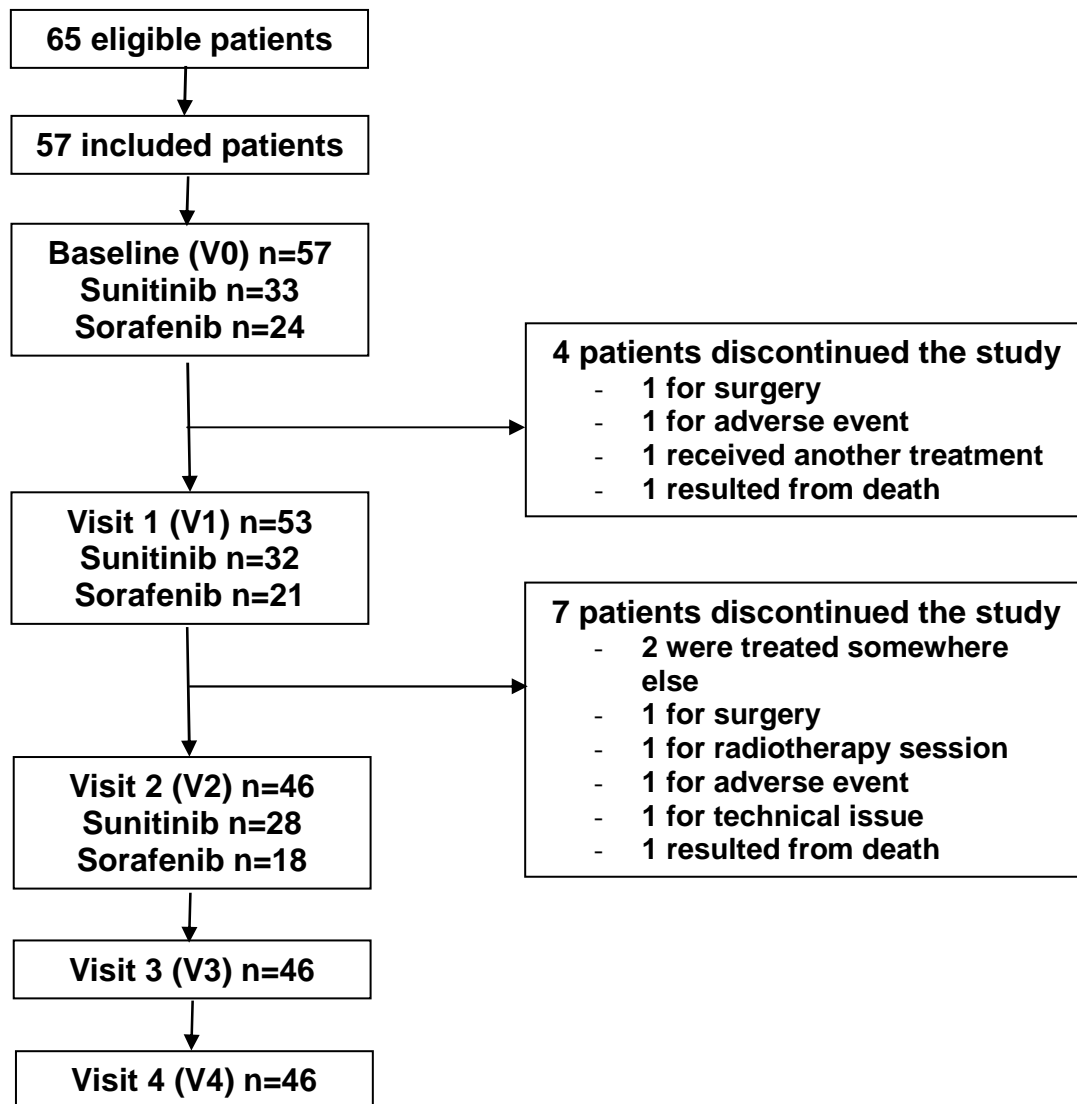 65 eligible patients
57 included patients
Baseline (V0) n=57
Sunitinib n=33
Sorafenib n=24
4 patients discontinued the study
- 1 for surgery
- 1 for adverse event
- 1 received another treatment
- 1 resulted from death
Visit 1 (V1) n=53
Sunitinib n=32
Sorafenib n=21
7 patients discontinued the study
- 2 were treated somewhere
else
- 1 for surgery
- 1 for radiotherapy session
- 1 for adverse event
- 1 for technical issue
- 1 resulted from death
Visit 2 (V2) n=46
Sunitinib n=28
Sorafenib n=18
Visit 3 (V3) n=46
Visit 4 (V4) n=46